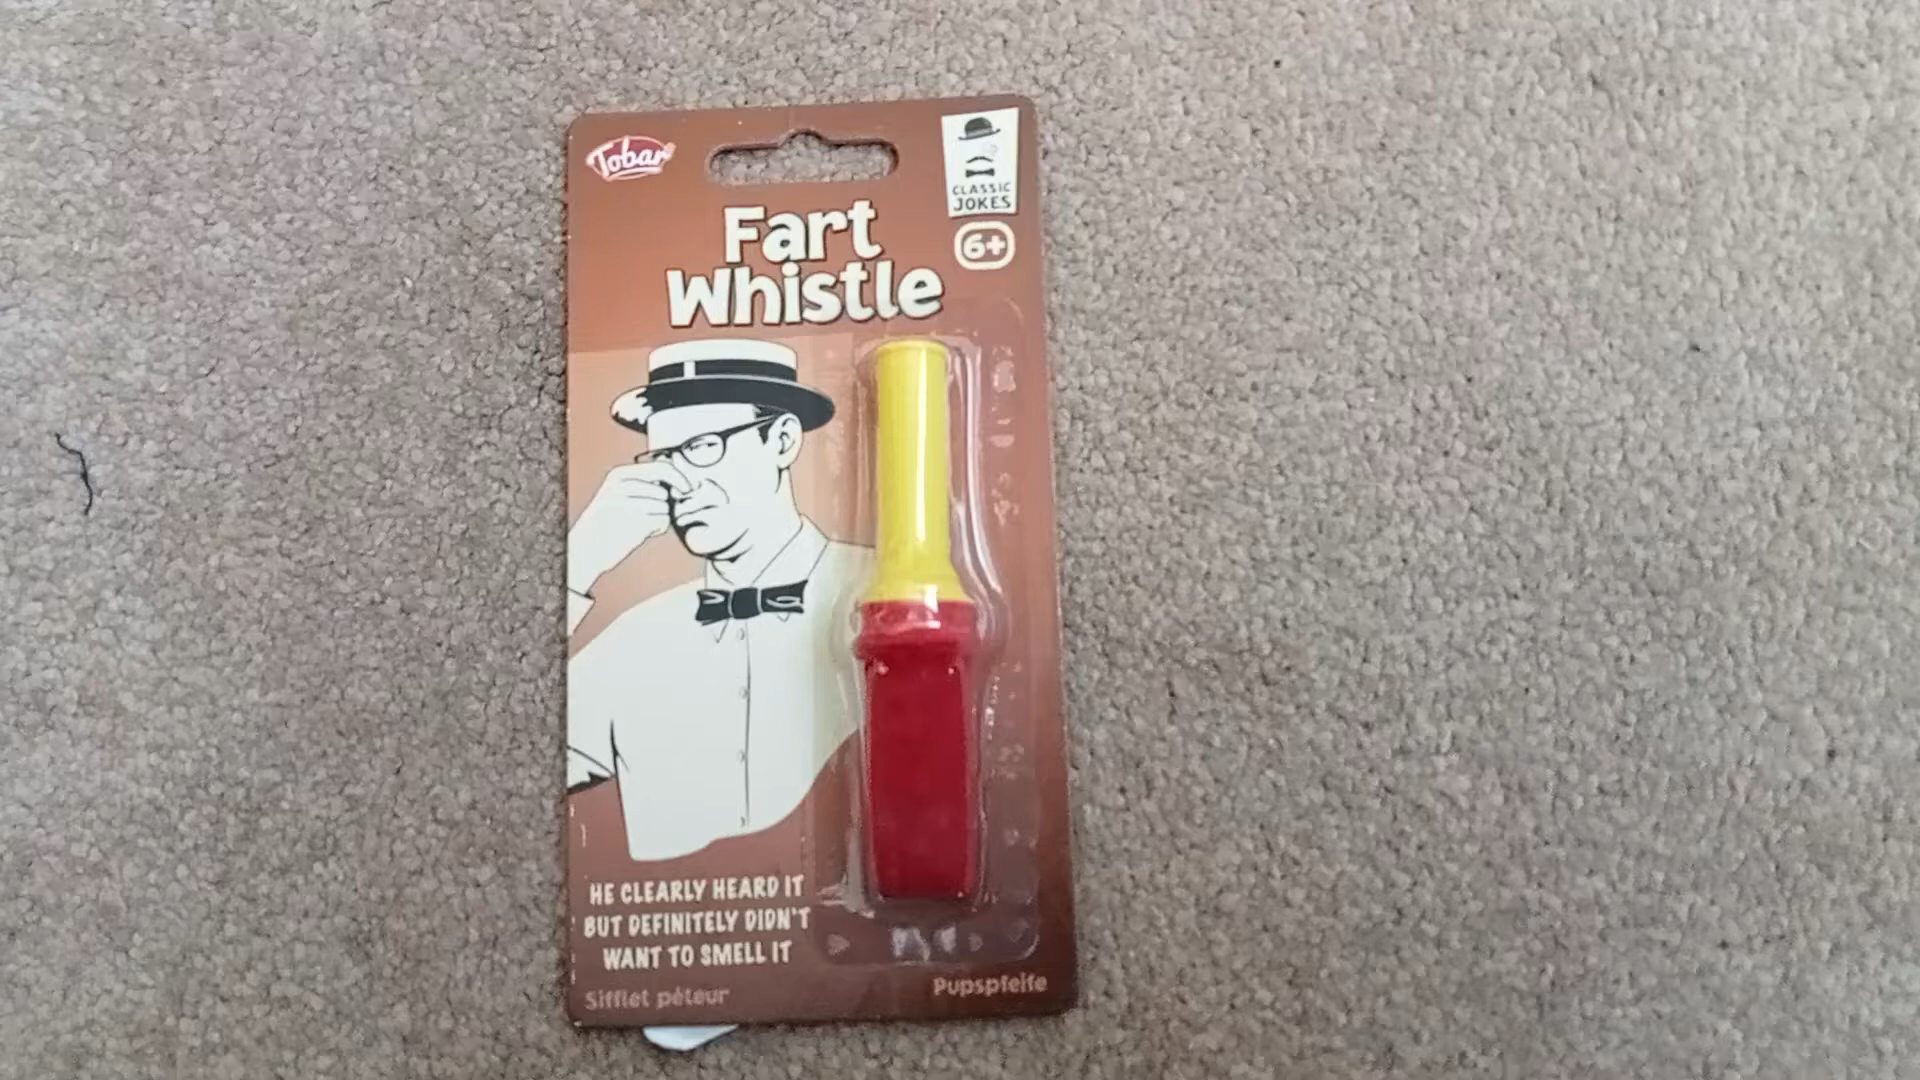 Tobar
CLASSIC
JOKES
6+
Fart
Whistle
HE CLEARLY HEARD IT
BUT DEFINITELY DIDN'T
WANT TO SMELL IT
Sifflet péteur
Pupspfeife